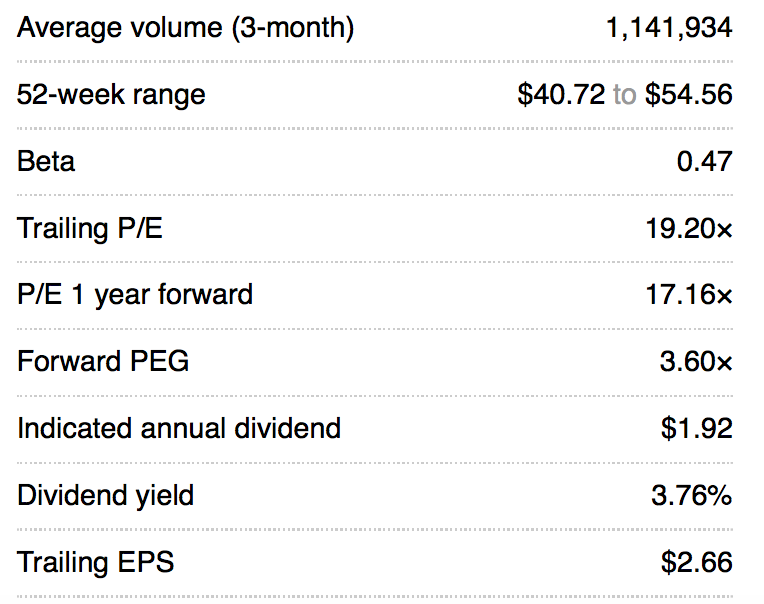 Average volume (3-month) 1,141,934
52-week range $40.72 to $54.56
Beta 0.47
Trailing P/E 19.20×
P/E 1 year forward 17.16×
Forward PEG 3.60×
Indicated annual dividend $1.92
Dividend yield 3.76%
Trailing EPS $2.66